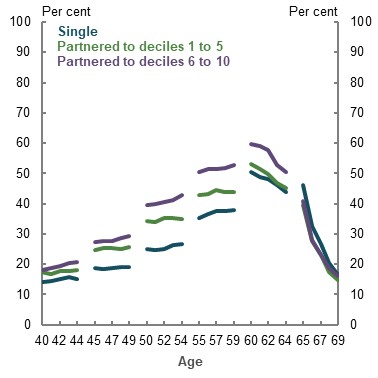 Per cent Per cent
100 100
Single
Partnered to deciles 1 to 5
90 90
Partnered to deciles 6 to 10
80 80
70 70
60 60
50 50
40 40
30 30
20 20
10 10
0 0
40 42 44 45 47 49 50 52 54 55 57 59 60 62 64 65 67 69
Age